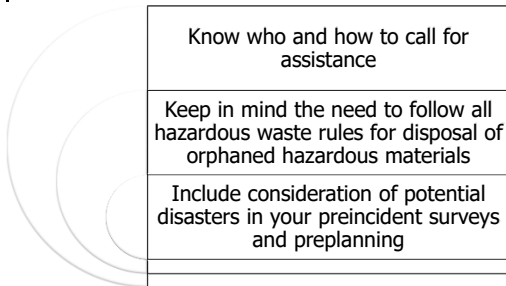 Know who and how to call for
assistance
Keep in mind the need to follow all
hazardous waste rules for disposal of
orphaned hazardous materials
Include consideration of potential
disasters in your preincident surveys
and preplanning